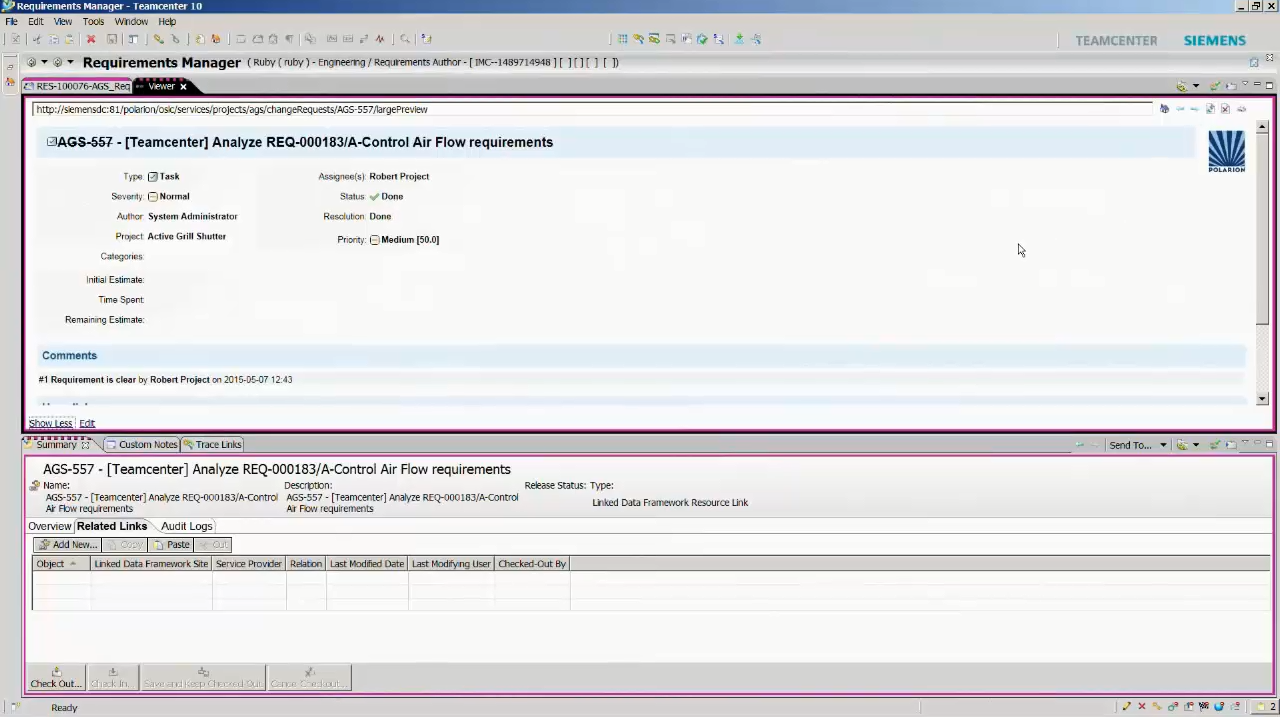 Requirements Manager - Teamcenter 10
File Edit View Tools Window Help
TEAMCENTER SIEMENS
Requirements Manager ( Ruby ( ruby ) - Engineering / Requirements Author - [ IMC--1489714948 ] [ ] [ ] [ ] [ ] )
RES-100076-AGS_Req Viewer
http://siemensdc:81/polarion/oslc/services/projects/ags/changeRequests/AGS-557/largePreview
AGS-557 - [Teamcenter] Analyze REQ-000183/A-Control Air Flow requirements
POLARION
Type: Task Assignee(s): Robert Project
Severity: Normal Status: Done
Author: System Administrator Resolution: Done
Project: Active Grill Shutter Priority: Medium [50.0]
Categories:
Initial Estimate:
Time Spent:
Remaining Estimate:
Comments
#1 Requirement is clear by Robert Project on 2015-05-07 12:43
Show Less Edit
Summary Custom Notes Trace Links Send To...
AGS-557 - [Teamcenter] Analyze REQ-000183/A-Control Air Flow requirements
Name: Description: Release Status: Type:
AGS-557 - [Teamcenter] Analyze REQ-000183/A-Control AGS-557 - [Teamcenter] Analyze REQ-000183/A-Control Linked Data Framework Resource Link
Air Flow requirements Air Flow requirements
Overview Related Links Audit Logs
Add New... Copy Paste Cut
Object Linked Data Framework Site Service Provider Relation Last Modified Date Last Modifying User Checked-Out By
Check Out... Check In... Save and Keep Checked Out Cancel Checkout...
Ready 2